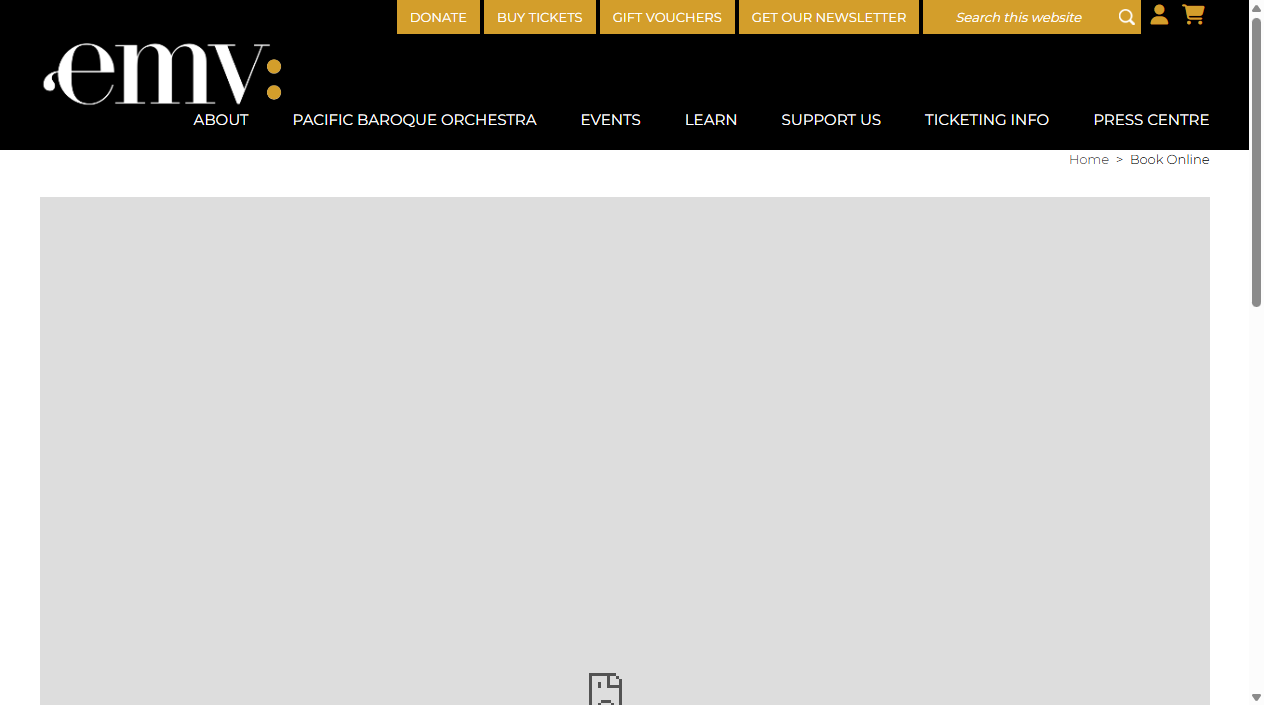 DONATE BUY TICKETS GIFT VOUCHERS GET OUR NEWSLETTER Search this website
emv:
ABOUT PACIFIC BAROQUE ORCHESTRA EVENTS LEARN SUPPORT US TICKETING INFO PRESS CENTRE
Home > Book Online